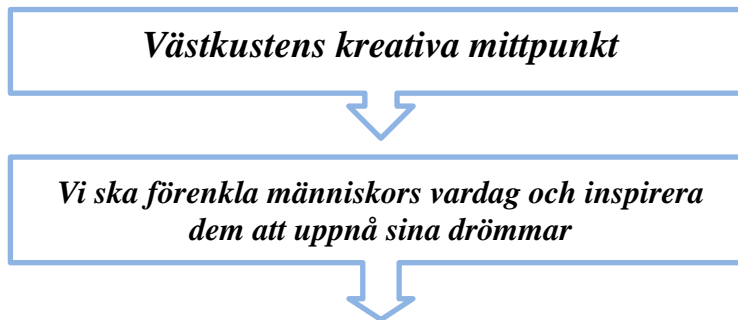 Västkustens kreativa mittpunkt
Vi ska förenkla människors vardag och inspirera
dem att uppnå sina drömmar